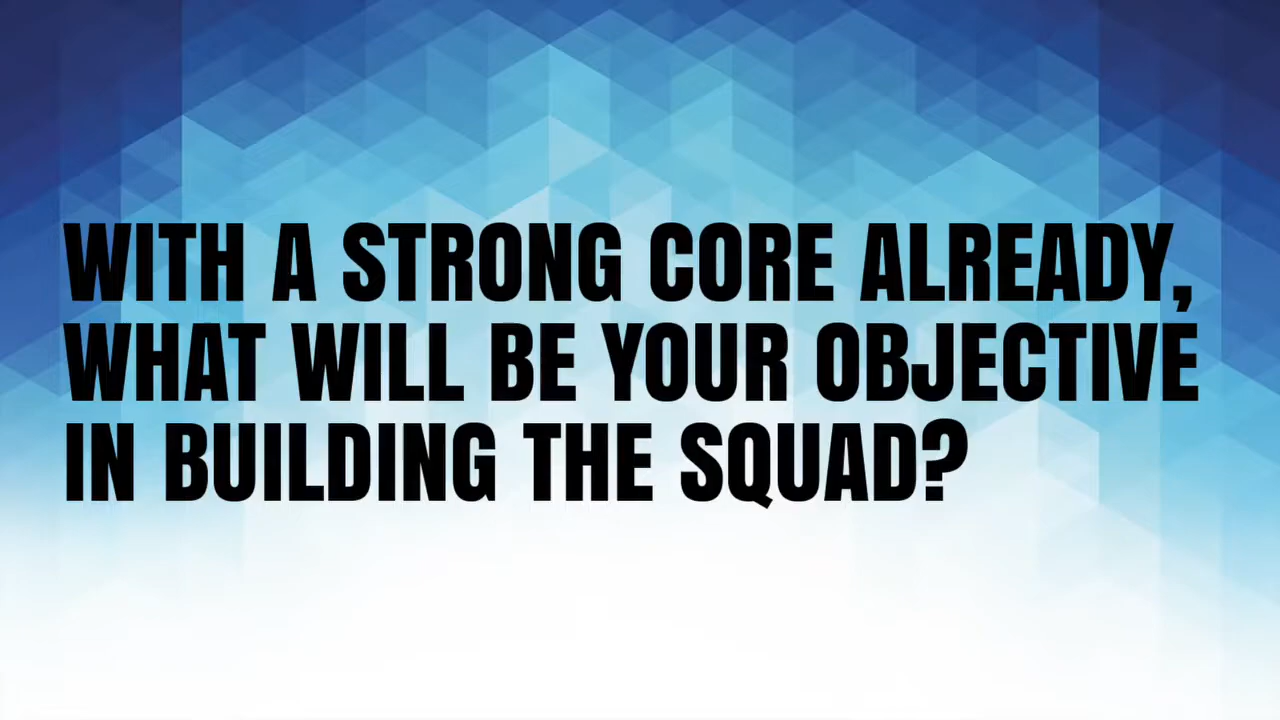 WITH A STRONG CORE ALREADY,
WHAT WILL BE YOUR OBJECTIVE
IN BUILDING THE SQUAD?